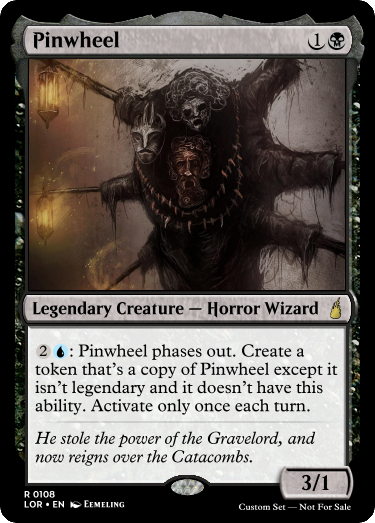 Pinwheel 1
2 : Pinwheel phases out. Create a
token that's a copy of Pinwheel except it
isn't legendary and it doesn't have this
ability. Activate only once each turn.
He stole the power of the Gravelord, and
now reigns over the Catacombs.
Legendary Creature — Horror Wizard
3/1
R 0108
LOR • EN EEMELING
Custom Set — Not For Sale